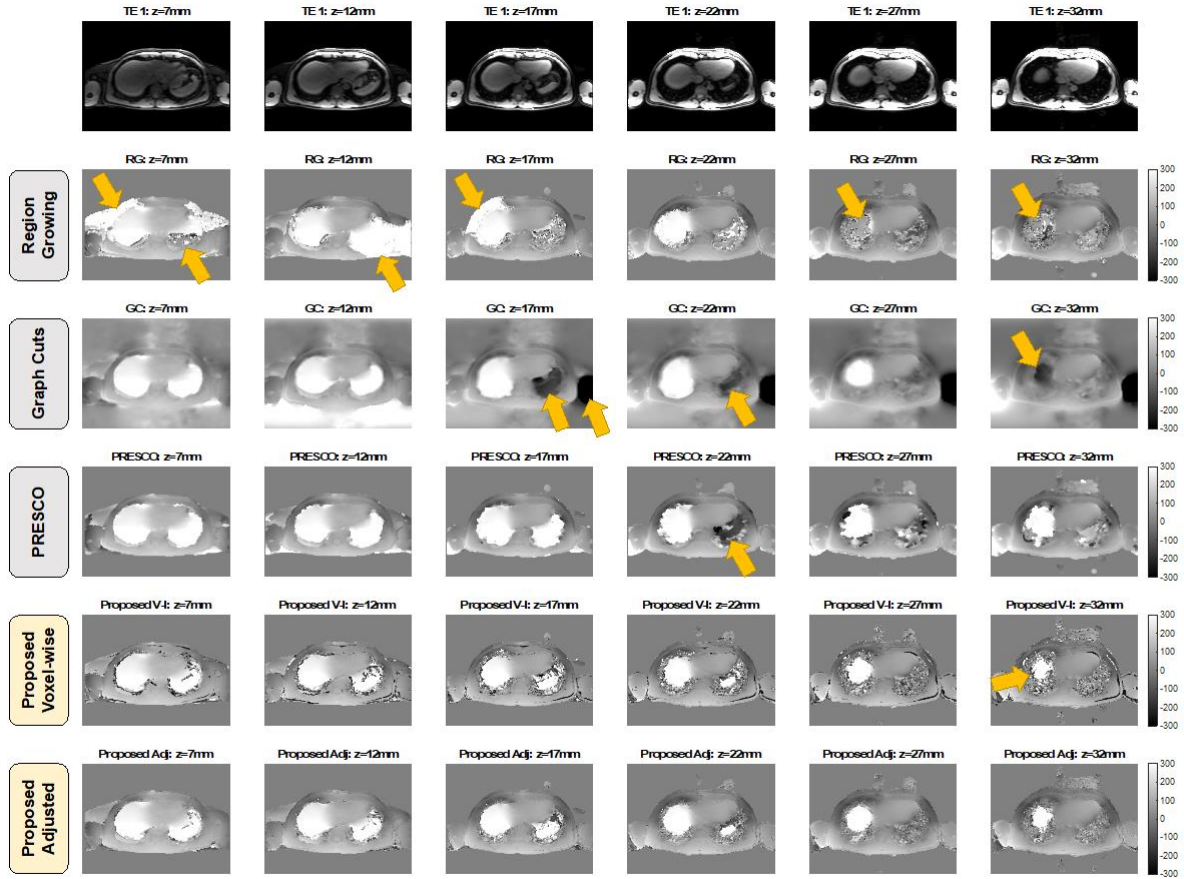 TE 1: z=7mm
TE 1: z=12mm
TE 1: z=17mm
TE 1: z=22mm
TE 1: z=27mm
TE 1: z=32mm
Region
Growing
RG: z=7mm
RG: z=12mm
RG: z=17mm
RG: z=22mm
RG: z=27mm
RG: z=32mm
300
200
100
0
-100
-200
-300
Graph Cuts
GC: z=7mm
GC: z=12mm
GC: z=17mm
GC: z=22mm
GC: z=27mm
GC: z=32mm
300
200
100
0
-100
-200
-300
PRESCO
PRESCO: z=7mm
PRESCO: z=12mm
PRESCO: z=17mm
PRESCO: z=22mm
PRESCO: z=27mm
PRESCO: z=32mm
300
200
100
0
-100
-200
-300
Proposed
Voxel-wise
Proposed V-I: z=7mm
Proposed V-I: z=12mm
Proposed V-I: z=17mm
Proposed V-I: z=22mm
Proposed V-I: z=27mm
Proposed V-I: z=32mm
300
200
100
0
-100
-200
-300
Proposed
Adjusted
Proposed Adj: z=7mm
Proposed Adj: z=12mm
Proposed Adj: z=17mm
Proposed Adj: z=22mm
Proposed Adj: z=27mm
Proposed Adj: z=32mm
300
200
100
0
-100
-200
-300